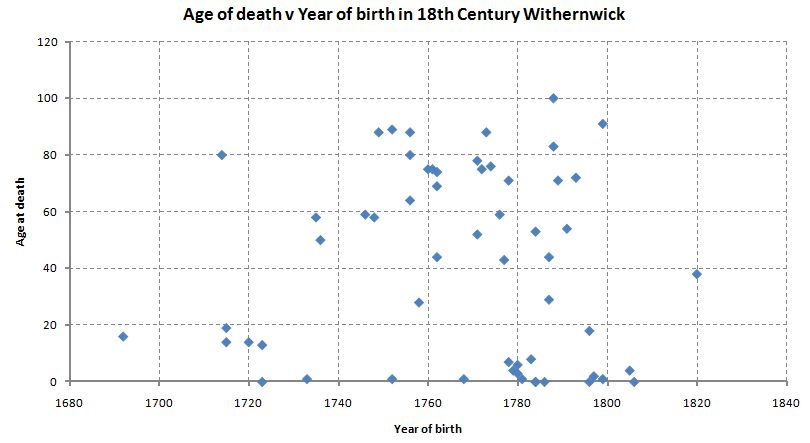 Age of death v Year of birth in 18th Century Withernwick
120
100
80
60
40
20
0
Age at death
1680 1700 1720 1740 1760 1780 1800 1820 1840
Year of birth